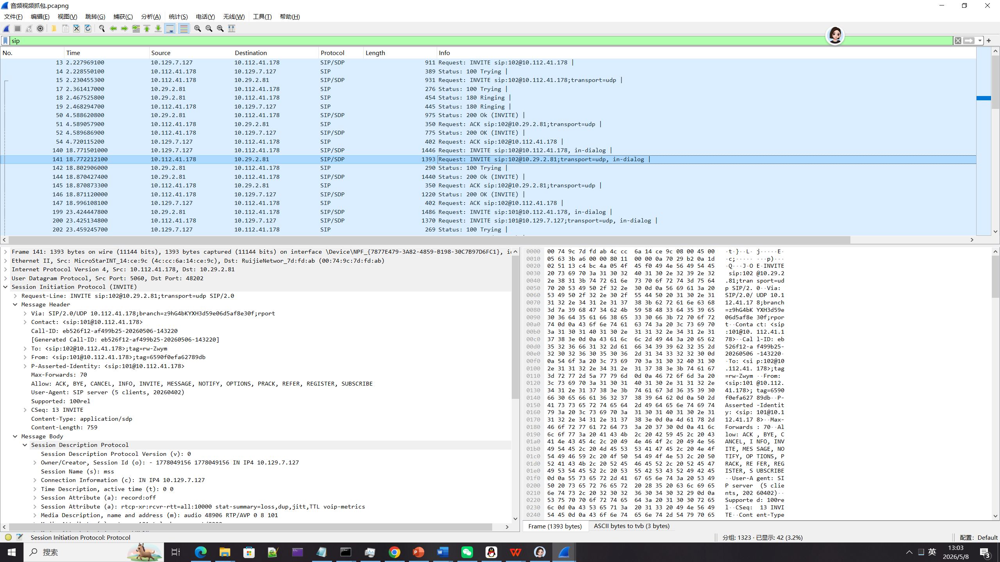 音频视频抓包.pcapng
文件(F) 编辑(E) 视图(V) 跳转(G) 捕获(C) 分析(A) 统计(S) 电话(Y) 无线(W) 工具(T) 帮助(H)
sip
No. Time Source Destination Protocol Length Info
13 2.227969100 10.129.7.127 10.112.41.178 SIP/SDP 911 Request: INVITE sip:102@10.112.41.178 |
14 2.228550100 10.112.41.178 10.129.7.127 SIP 389 Status: 100 Trying |
15 2.230455300 10.112.41.178 10.29.2.81 SIP/SDP 931 Request: INVITE sip:102@10.112.41.178;transport=udp |
17 2.361417000 10.29.2.81 10.112.41.178 SIP 276 Status: 100 Trying |
18 2.467525800 10.29.2.81 10.112.41.178 SIP 454 Status: 180 Ringing |
19 2.468294700 10.112.41.178 10.129.7.127 SIP 445 Status: 180 Ringing |
50 4.588620800 10.29.2.81 10.112.41.178 SIP/SDP 975 Status: 200 Ok (INVITE) |
51 4.589057900 10.112.41.178 10.29.2.81 SIP 350 Request: ACK sip:102@10.29.2.81;transport=udp |
52 4.589686900 10.112.41.178 10.129.7.127 SIP/SDP 775 Status: 200 OK (INVITE) |
54 4.720115200 10.129.7.127 10.112.41.178 SIP 402 Request: ACK sip:102@10.112.41.178 |
140 18.771501000 10.129.7.127 10.112.41.178 SIP/SDP 1446 Request: INVITE sip:102@10.112.41.178, in-dialog |
141 18.772212100 10.112.41.178 10.29.2.81 SIP/SDP 1393 Request: INVITE sip:102@10.29.2.81;transport=udp, in-dialog |
142 18.802906000 10.29.2.81 10.112.41.178 SIP 290 Status: 100 Trying |
144 18.870427400 10.29.2.81 10.112.41.178 SIP/SDP 1440 Status: 200 Ok (INVITE) |
145 18.870873300 10.112.41.178 10.29.2.81 SIP 350 Request: ACK sip:102@10.29.2.81;transport=udp |
146 18.871120000 10.112.41.178 10.129.7.127 SIP/SDP 1220 Status: 200 OK (INVITE) |
147 18.996108100 10.129.7.127 10.112.41.178 SIP 402 Request: ACK sip:102@10.112.41.178 |
199 23.424447800 10.29.2.81 10.112.41.178 SIP/SDP 1486 Request: INVITE sip:101@10.112.41.178, in-dialog |
200 23.425134800 10.112.41.178 10.129.7.127 SIP/SDP 1370 Request: INVITE sip:101@10.129.7.127;transport=udp, in-dialog |
202 23.459245700 10.129.7.127 10.112.41.178 SIP 269 Status: 100 Trying |
Frame 141: 1393 bytes on wire (11144 bits), 1393 bytes captured (11144 bits) on interface \Device\NPF_{7877E479-3A82-4859-B198-30C7B97D6FC1}, i
Ethernet II, Src: MicroStarINT_14:ce:9c (4c:cc:6a:14:ce:9c), Dst: RuijieNetwor_7d:fd:ab (00:74:9c:7d:fd:ab)
Internet Protocol Version 4, Src: 10.112.41.178, Dst: 10.29.2.81
User Datagram Protocol, Src Port: 5060, Dst Port: 48202
Session Initiation Protocol (INVITE)
Request-Line: INVITE sip:102@10.29.2.81;transport=udp SIP/2.0
Message Header
Via: SIP/2.0/UDP 10.112.41.178;branch=z9hG4bKYXH3d59e06d5af8e30f;rport
Contact: <sip:101@10.112.41.178>
Call-ID: eb526f12-af499b25-20260506-143220
[Generated Call-ID: eb526f12-af499b25-20260506-143220]
To: <sip:102@10.112.41.178>;tag=rw-Zwym
From: <sip:101@10.112.41.178>;tag=6590f0efa62789db
P-Asserted-Identity: <sip:101@10.112.41.178>
Max-Forwards: 70
Allow: ACK, BYE, CANCEL, INFO, INVITE, MESSAGE, NOTIFY, OPTIONS, PRACK, REFER, REGISTER, SUBSCRIBE
User-Agent: SIP server (5 clients, 20260402)
Supported: 100rel
CSeq: 13 INVITE
Content-Type: application/sdp
Content-Length: 759
Message Body
Session Description Protocol
Session Description Protocol Version (v): 0
Owner/Creator, Session Id (o): - 1778049156 1778049156 IN IP4 10.129.7.127
Session Name (s): mss
Connection Information (c): IN IP4 10.129.7.127
Time Description, active time (t): 0 0
Session Attribute (a): record:off
Session Attribute (a): rtcp-xr:rcvr-rtt=all:10000 stat-summary=loss,dup,jitt,TTL voip-metrics
Media Description, name and address (m): audio 48906 RTP/AVP 0 8 101
0000 00 74 9c 7d fd ab 4c cc 6a 14 ce 9c 08 00 45 00 ·t·}··L· j·····E·
0010 05 63 3b a6 00 00 80 11 00 00 0a 70 29 b2 0a 1d ·c;····· ···p)···
0020 02 51 13 c4 bc 4a 05 4f 45 f0 49 4e 56 49 54 45 ·Q···J·O E·INVITE
0030 20 73 69 70 3a 31 30 32 40 31 30 2e 32 39 2e 32 sip:102 @10.29.2
0040 2e 38 31 3b 74 72 61 6e 73 70 6f 72 74 3d 75 64 .81;tran sport=ud
0050 70 20 53 49 50 2f 32 2e 30 0d 0a 56 69 61 3a 20 p SIP/2. 0··Via:
0060 53 49 50 2f 32 2e 30 2f 55 44 50 20 31 30 2e 31 SIP/2.0/ UDP 10.1
0070 31 32 2e 34 31 2e 31 37 38 3b 62 72 61 6e 63 68 12.41.17 8;branch
0080 3d 7a 39 68 47 34 62 4b 59 58 48 33 64 35 39 65 =z9hG4bK YXH3d59e
0090 30 36 64 35 61 66 38 65 33 30 66 3b 72 70 6f 72 06d5af8e 30f;rpor
00a0 74 0d 0a 43 6f 6e 74 61 63 74 3a 20 3c 73 69 70 t··Conta ct: <sip
00b0 3a 31 30 31 40 31 30 2e 31 31 32 2e 34 31 2e 31 :101@10. 112.41.1
00c0 37 38 3e 0d 0a 43 61 6c 6c 2d 49 44 3a 20 65 62 78>··Cal l-ID: eb
00d0 35 32 36 66 31 32 2d 61 66 34 39 39 62 32 35 2d 526f12-a f499b25-
00e0 32 30 32 36 30 35 30 36 2d 31 34 33 32 32 30 0d 20260506 -143220·
00f0 0a 54 6f 3a 20 3c 73 69 70 3a 31 30 32 40 31 30 ·To: <si p:102@10
0100 2e 31 31 32 2e 34 31 2e 31 37 38 3e 3b 74 61 67 .112.41. 178>;tag
0110 3d 72 77 2d 5a 77 79 6d 0d 0a 46 72 6f 6d 3a 20 =rw-Zwym ··From:
0120 3c 73 69 70 3a 31 30 31 40 31 30 2e 31 31 32 2e <sip:101 @10.112.
0130 34 31 2e 31 37 38 3e 3b 74 61 67 3d 36 35 39 30 41.178>; tag=6590
0140 66 30 65 66 61 36 32 37 38 39 64 62 0d 0a 50 2d f0efa627 89db··P-
0150 41 73 73 65 72 74 65 64 2d 49 64 65 6e 74 69 74 Asserted -Identit
0160 79 3a 20 3c 73 69 70 3a 31 30 31 40 31 30 2e 31 y: <sip: 101@10.1
0170 31 32 2e 34 31 2e 31 37 38 3e 0d 0a 4d 61 78 2d 12.41.17 8>··Max-
0180 46 6f 72 77 61 72 64 73 3a 20 37 30 0d 0a 41 6c Forwards : 70··Al
0190 6c 6f 77 3a 20 41 43 4b 2c 20 42 59 45 2c 20 43 low: ACK , BYE, C
01a0 41 4e 43 45 4c 2c 20 49 4e 46 4f 2c 20 49 4e 56 ANCEL, I NFO, INV
01b0 49 54 45 2c 20 4d 45 53 53 41 47 45 2c 20 4e 4f ITE, MES SAGE, NO
01c0 54 49 46 59 2c 20 4f 50 54 49 4f 4e 53 2c 20 50 TIFY, OP TIONS, P
01d0 52 41 43 4b 2c 20 52 45 46 45 52 2c 20 52 45 47 RACK, RE FER, REG
01e0 49 53 54 45 52 2c 20 53 55 42 53 43 52 49 42 45 ISTER, S UBSCRIBE
01f0 0d 0a 55 73 65 72 2d 41 67 65 6e 74 3a 20 53 49 ··User-A gent: SI
0200 50 20 73 65 72 76 65 72 20 28 35 20 63 6c 69 65 P server (5 clie
0210 6e 74 73 2c 20 32 30 32 36 30 34 30 32 29 0d 0a nts, 202 60402)··
0220 53 75 70 70 6f 72 74 65 64 3a 20 31 30 30 72 65 Supporte d: 100re
0230 6c 0d 0a 43 53 65 71 3a 20 31 33 20 49 4e 56 49 l··CSeq: 13 INVI
0240 54 45 0d 0a 43 6f 6e 74 65 6e 74 2d 54 79 70 65 TE··Cont ent-Type
Frame (1393 bytes) ASCII bytes to tvb (3 bytes)
Session Initiation Protocol: Protocol 分组: 1323 · 已显示: 42 (3.2%) 配置: Default
搜索 英 13:03
2026/5/8 3